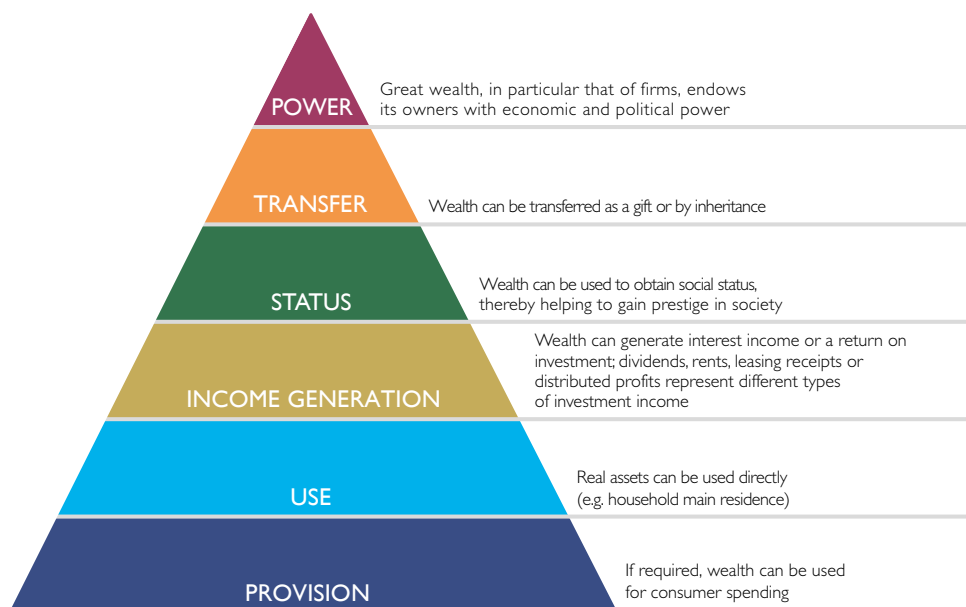 POWER
Great wealth, in particular that of firms, endows
its owners with economic and political power
TRANSFER
Wealth can be transferred as a gift or by inheritance
STATUS
Wealth can be used to obtain social status,
thereby helping to gain prestige in society
INCOME GENERATION
Wealth can generate interest income or a return on
investment; dividends, rents, leasing receipts or
distributed profits represent different types
of investment income
USE
Real assets can be used directly
(e.g. household main residence)
PROVISION
If required, wealth can be used
for consumer spending